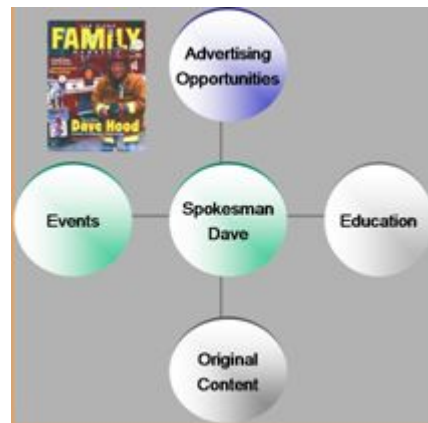 FAMILY
Dave Hood
Advertising
Opportunities
Events
Spokesman
Dave
Education
Original
Content